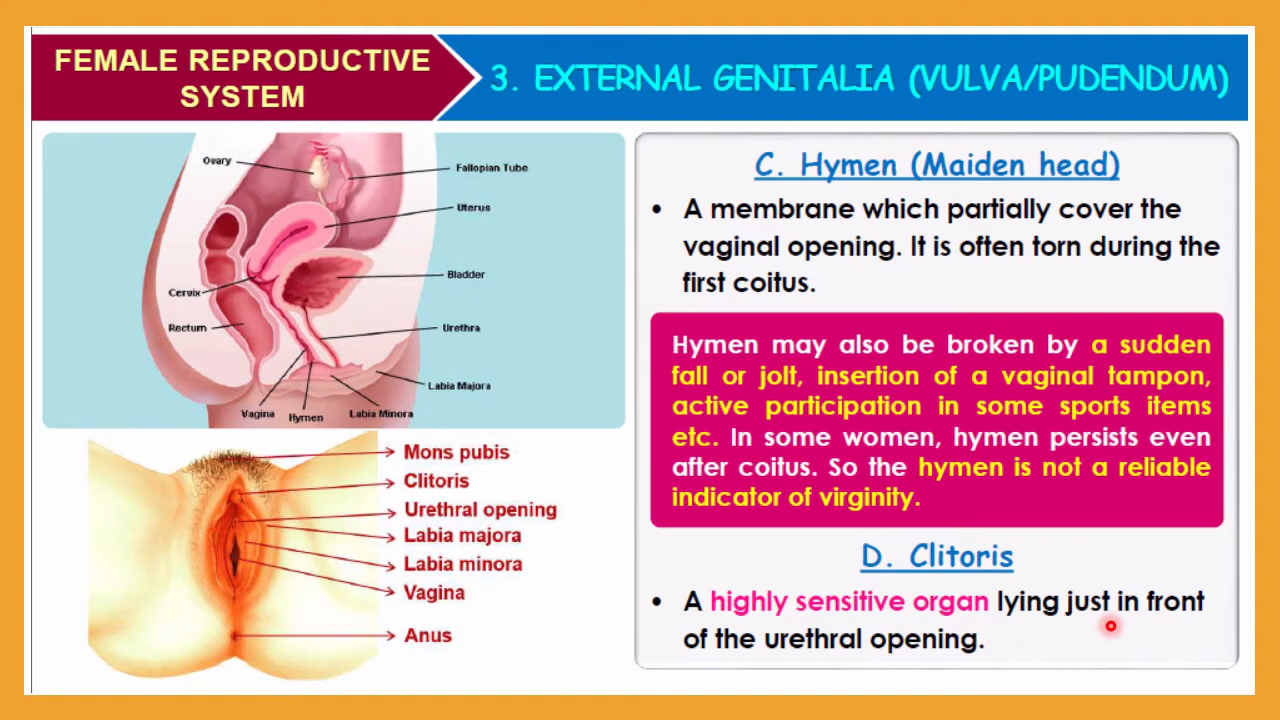 FEMALE REPRODUCTIVE
SYSTEM
3. EXTERNAL GENITALIA (VULVA/PUDENDUM)
Ovary
Fallopian Tube
Uterus
Bladder
Cervix
Rectum
Urethra
Labia Majora
Vagina
Hymen
Labia Minora
Mons pubis
Clitoris
Urethral opening
Labia majora
Labia minora
Vagina
Anus
C. Hymen (Maiden head)
• A membrane which partially cover the
vaginal opening. It is often torn during the
first coitus.
Hymen may also be broken by a sudden
fall or jolt, insertion of a vaginal tampon,
active participation in some sports items
etc. In some women, hymen persists even
after coitus. So the hymen is not a reliable
indicator of virginity.
D. Clitoris
• A highly sensitive organ lying just in front
of the urethral opening.